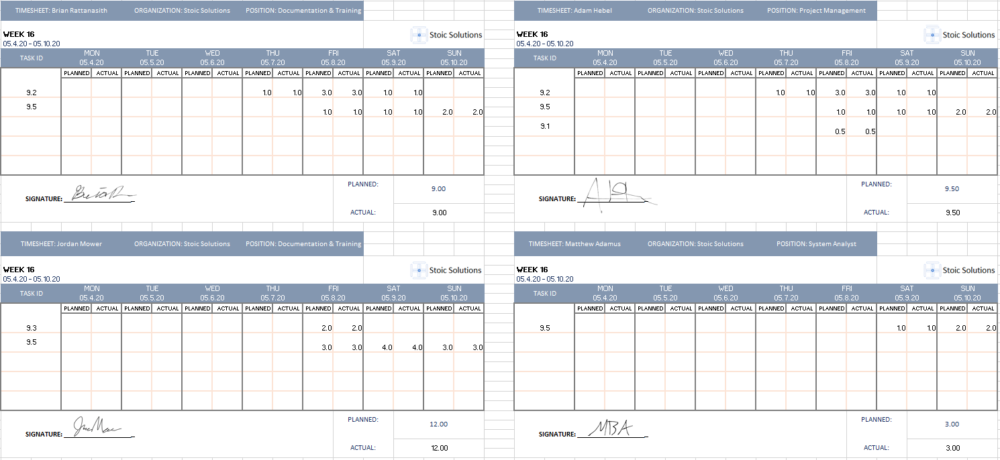 TIMESHEET: Brian Rattanasith ORGANIZATION: Stoic Solutions POSITION: Documentation & Training
WEEK 16 Stoic Solutions
05.4.20 - 05.10.20
TASK ID MON TUE WED THU FRI SAT SUN
05.4.20 05.5.20 05.6.20 05.7.20 05.8.20 05.9.20 05.10.20
PLANNED ACTUAL PLANNED ACTUAL PLANNED ACTUAL PLANNED ACTUAL PLANNED ACTUAL PLANNED ACTUAL PLANNED ACTUAL
9.2 1.0 1.0 3.0 3.0 1.0 1.0
9.5 1.0 1.0 1.0 1.0 2.0 2.0
PLANNED: 9.00
SIGNATURE:
ACTUAL: 9.00
TIMESHEET: Adam Hebel ORGANIZATION: Stoic Solutions POSITION: Project Management
WEEK 16 Stoic Solutions
05.4.20 - 05.10.20
TASK ID MON TUE WED THU FRI SAT SUN
05.4.20 05.5.20 05.6.20 05.7.20 05.8.20 05.9.20 05.10.20
PLANNED ACTUAL PLANNED ACTUAL PLANNED ACTUAL PLANNED ACTUAL PLANNED ACTUAL PLANNED ACTUAL PLANNED ACTUAL
9.2 1.0 1.0 3.0 3.0 1.0 1.0
9.5 1.0 1.0 1.0 1.0 2.0 2.0
9.1 0.5 0.5
PLANNED: 9.50
SIGNATURE:
ACTUAL: 9.50
TIMESHEET: Jordan Mower ORGANIZATION: Stoic Solutions POSITION: Documentation & Training
WEEK 16 Stoic Solutions
05.4.20 - 05.10.20
TASK ID MON TUE WED THU FRI SAT SUN
05.4.20 05.5.20 05.6.20 05.7.20 05.8.20 05.9.20 05.10.20
PLANNED ACTUAL PLANNED ACTUAL PLANNED ACTUAL PLANNED ACTUAL PLANNED ACTUAL PLANNED ACTUAL PLANNED ACTUAL
9.3 2.0 2.0
9.5 3.0 3.0 4.0 4.0 3.0 3.0
PLANNED: 12.00
SIGNATURE:
ACTUAL: 12.00
TIMESHEET: Matthew Adamus ORGANIZATION: Stoic Solutions POSITION: System Analyst
WEEK 16 Stoic Solutions
05.4.20 - 05.10.20
TASK ID MON TUE WED THU FRI SAT SUN
05.4.20 05.5.20 05.6.20 05.7.20 05.8.20 05.9.20 05.10.20
PLANNED ACTUAL PLANNED ACTUAL PLANNED ACTUAL PLANNED ACTUAL PLANNED ACTUAL PLANNED ACTUAL PLANNED ACTUAL
9.5 1.0 1.0 2.0 2.0
PLANNED: 3.00
SIGNATURE: MBA
ACTUAL: 3.00